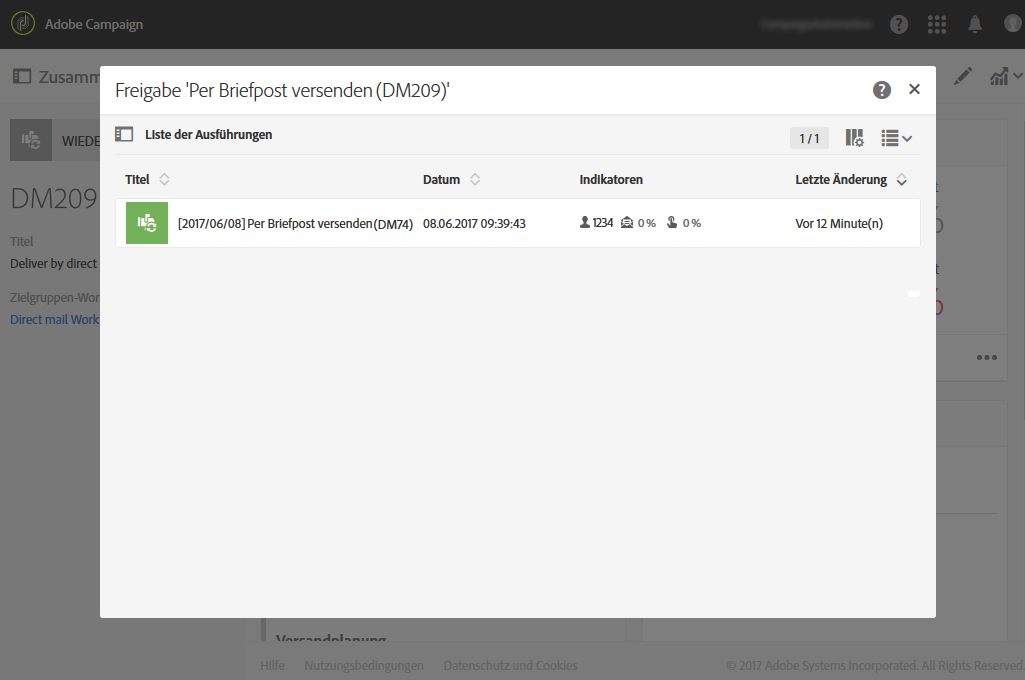 Adobe Campaign
Zusamm
Freigabe 'Per Briefpost versenden (DM209)'
Liste der Ausführungen
1 / 1
WIEDE
Titel Datum Indikatoren Letzte Änderung
[2017/06/08] Per Briefpost versenden (DM74) 08.06.2017 09:39:43 1234 0 % 0 % Vor 12 Minute(n)
DM209
Titel
Deliver by direct
Zielgruppen-Wor
Direct mail Work
Versandplanung
Hilfe Nutzungsbedingungen Datenschutz und Cookies © 2017 Adobe Systems Incorporated. All Rights Reserved.